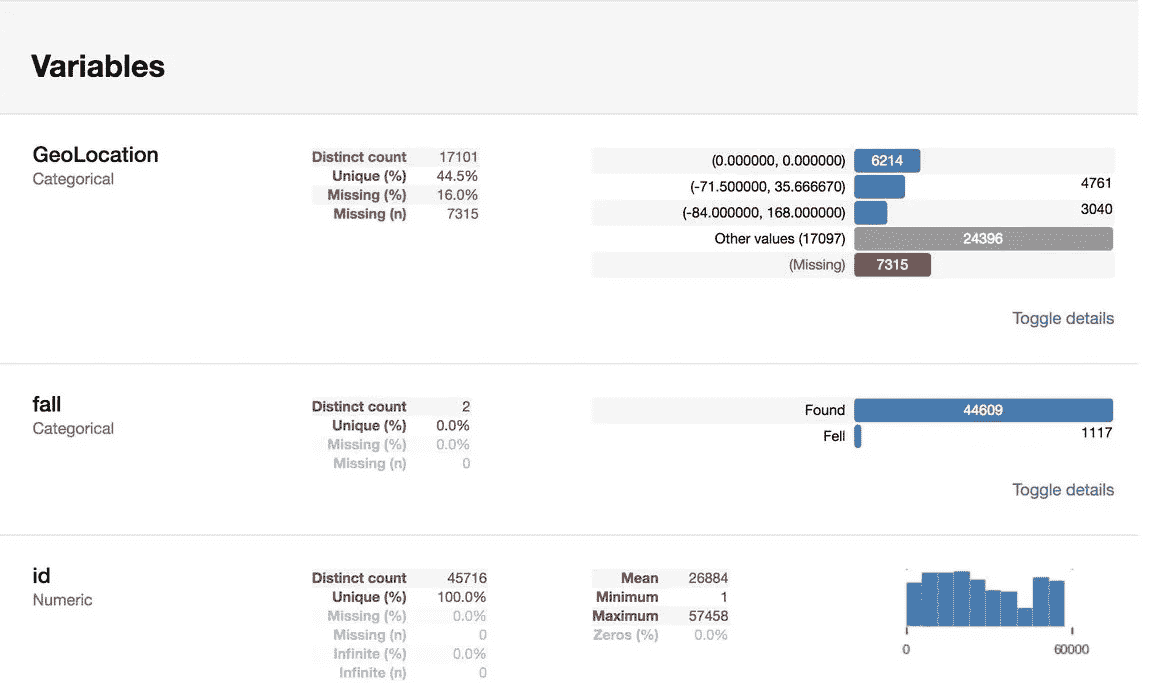 Variables
GeoLocation
Categorical
Distinct count 17101
Unique (%) 44.5%
Missing (%) 16.0%
Missing (n) 7315
(0.000000, 0.000000) 6214
(-71.500000, 35.666670) 4761
(-84.000000, 168.000000) 3040
Other values (17097) 24396
(Missing) 7315
Toggle details
fall
Categorical
Distinct count 2
Unique (%) 0.0%
Missing (%) 0.0%
Missing (n) 0
Found 44609
Fell 1117
Toggle details
id
Numeric
Distinct count 45716
Unique (%) 100.0%
Missing (%) 0.0%
Missing (n) 0
Infinite (%) 0.0%
Infinite (n) 0
Mean 26884
Minimum 1
Maximum 57458
Zeros (%) 0.0%
0 60000